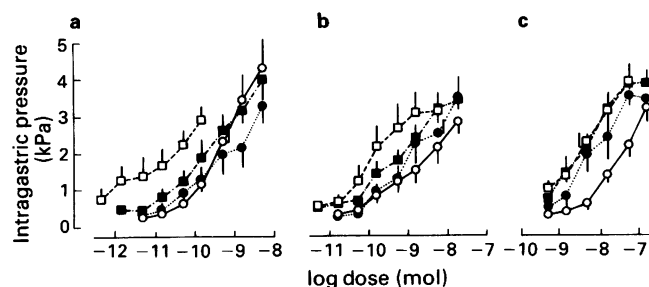 a
b
c
Intragastric pressure
(kPa)
5
4
3
2
1
0
−12 −11 −10 −9 −8
−11 −10 −9 −8 −7
−10 −9 −8 −7
log dose (mol)